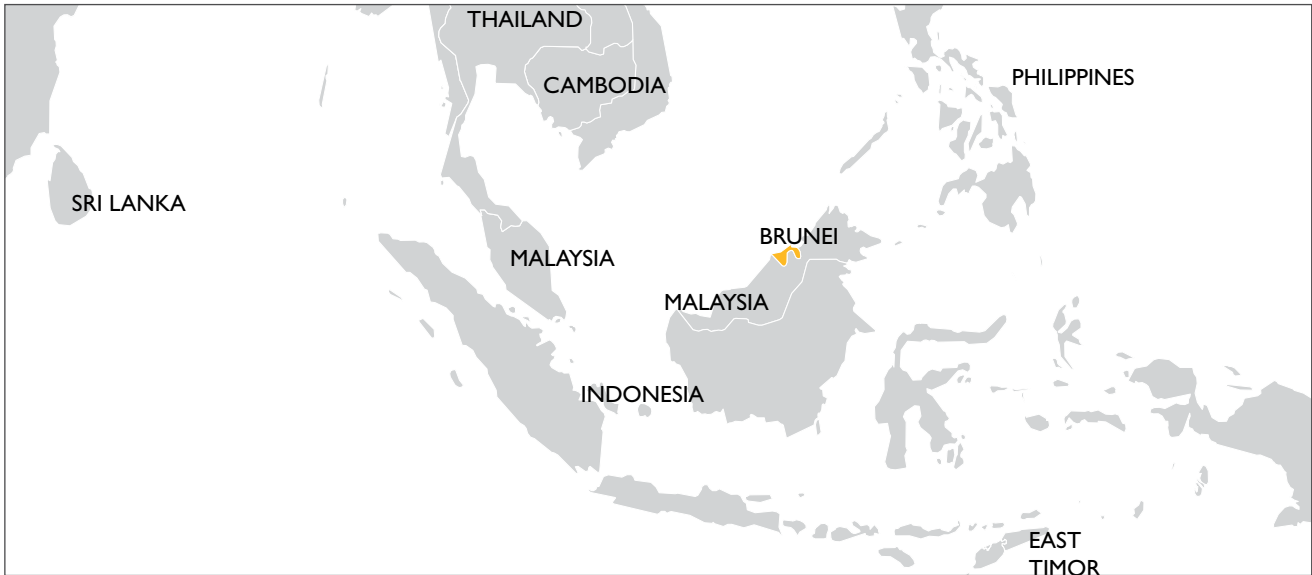 THAILAND
CAMBODIA
PHILIPPINES
SRI LANKA
BRUNEI
MALAYSIA
MALAYSIA
INDONESIA
EAST
TIMOR